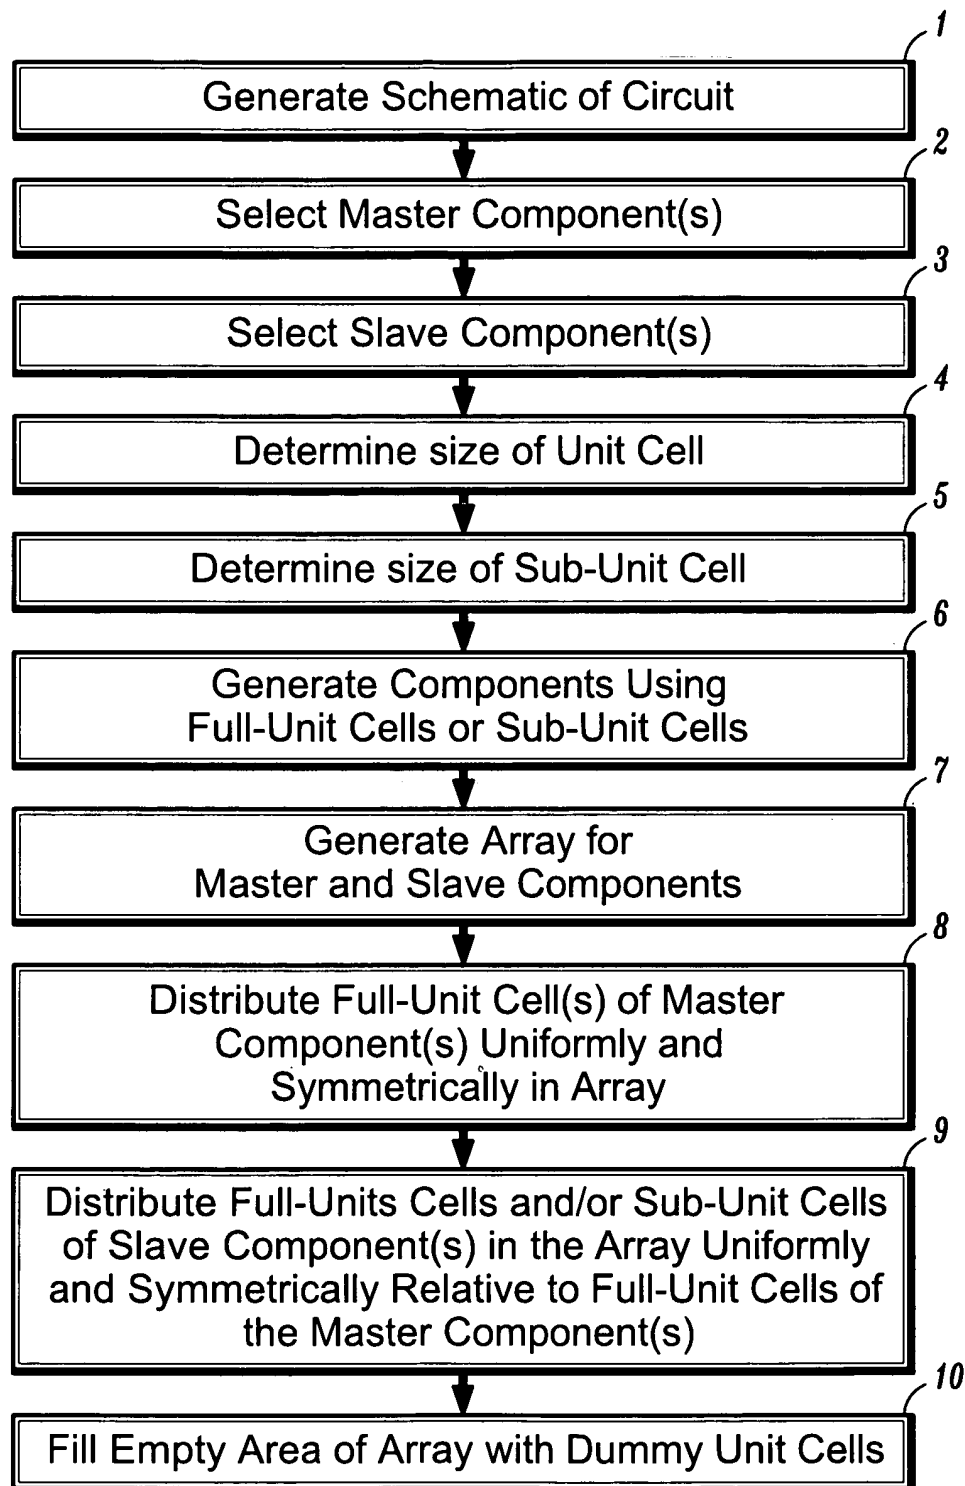 1
Generate Schematic of Circuit
2
Select Master Component(s)
3
Select Slave Component(s)
4
Determine size of Unit Cell
5
Determine size of Sub-Unit Cell
6
Generate Components Using
Full-Unit Cells or Sub-Unit Cells
7
Generate Array for
Master and Slave Components
8
Distribute Full-Unit Cell(s) of Master
Component(s) Uniformly and
Symmetrically in Array
9
Distribute Full-Units Cells and/or Sub-Unit Cells
of Slave Component(s) in the Array Uniformly
and Symmetrically Relative to Full-Unit Cells of
the Master Component(s)
10
Fill Empty Area of Array with Dummy Unit Cells